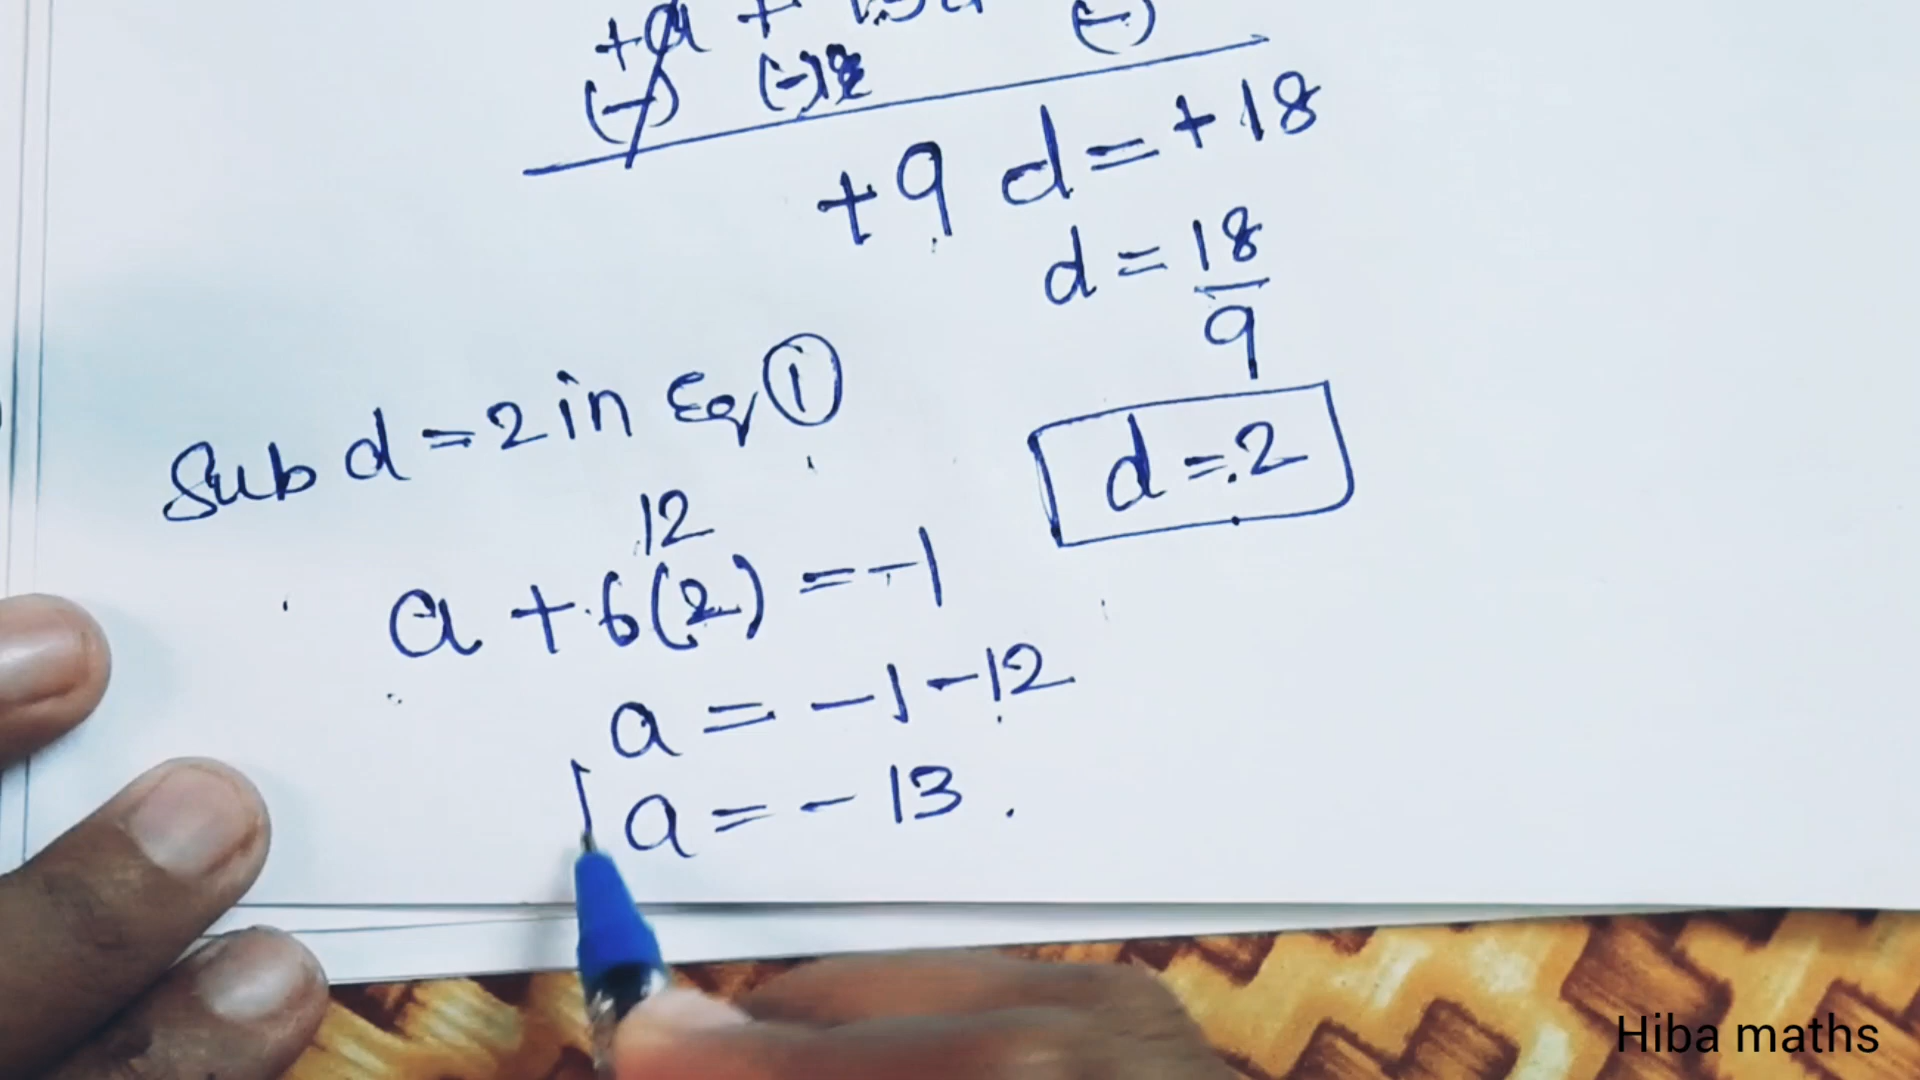 +a +
(-) (-)12 (-)
+9 d = +18
d = 18/9
d = 2
Sub d = 2 in Eq ①
12
a + 6(2) = -1
a = -1 -12
a = -13
Hiba maths